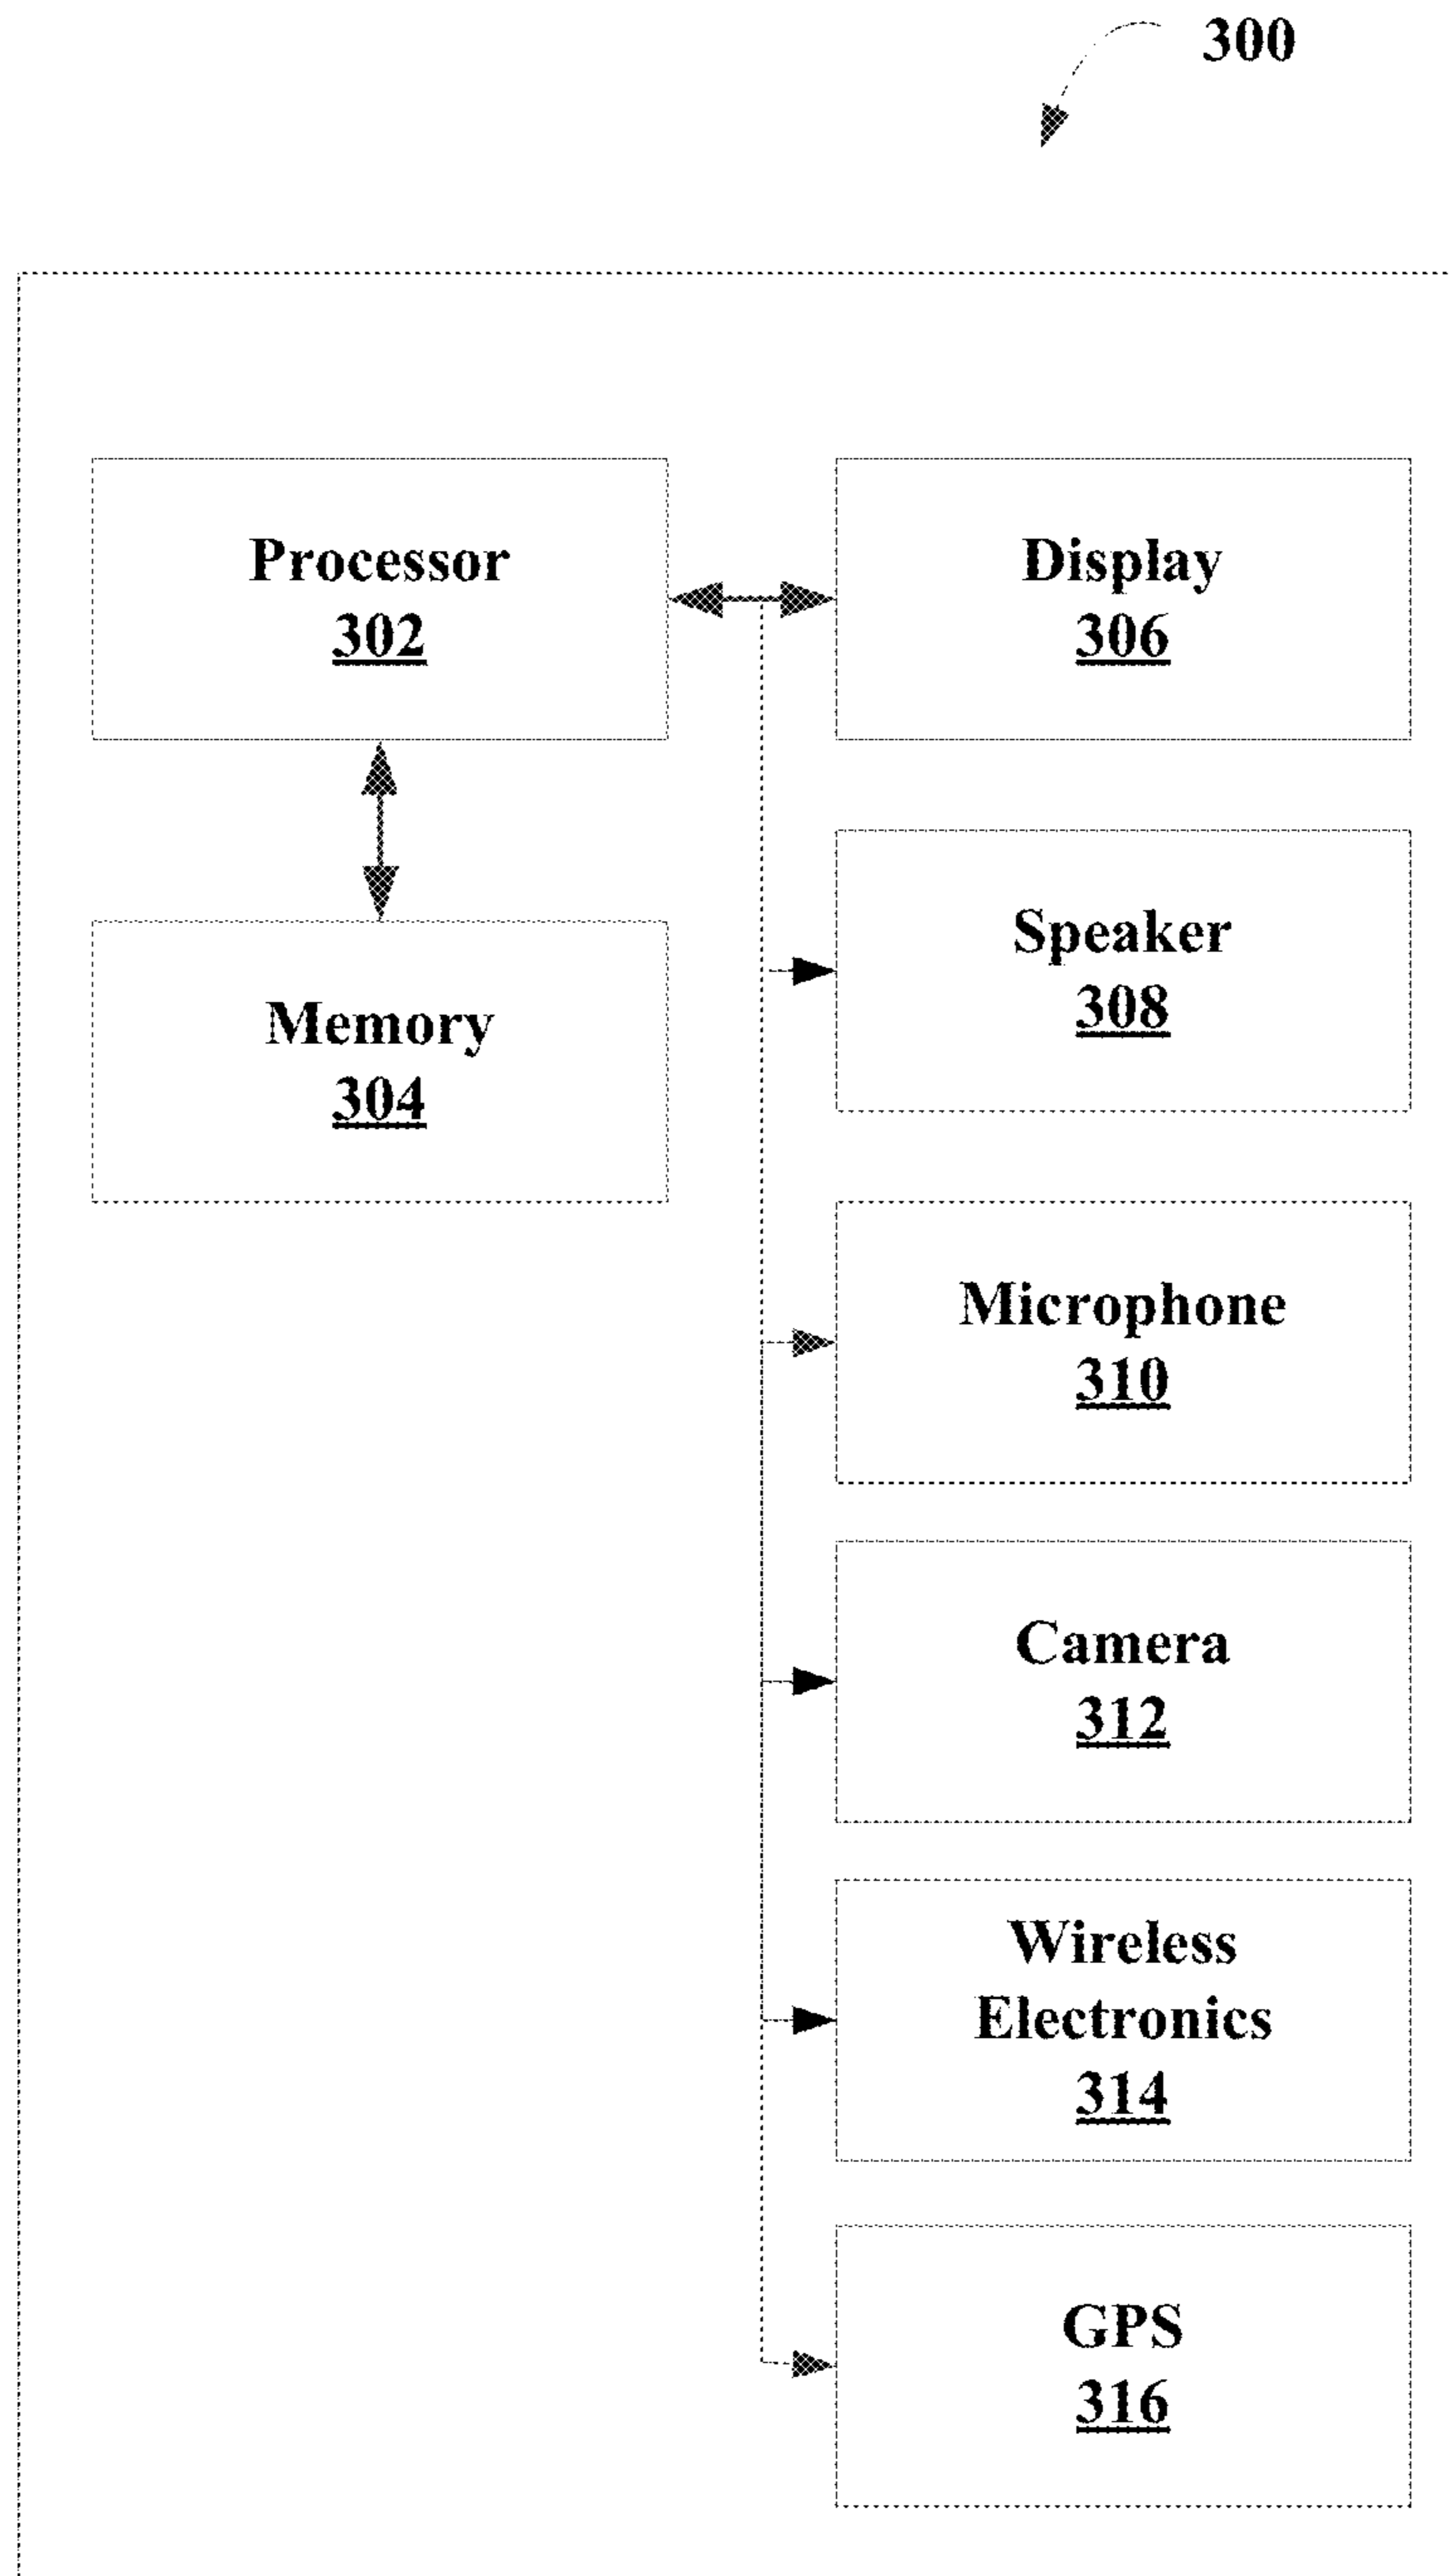 300
Processor
302
Display
306
Memory
304
Speaker
308
Microphone
310
Camera
312
Wireless
Electronics
314
GPS
316